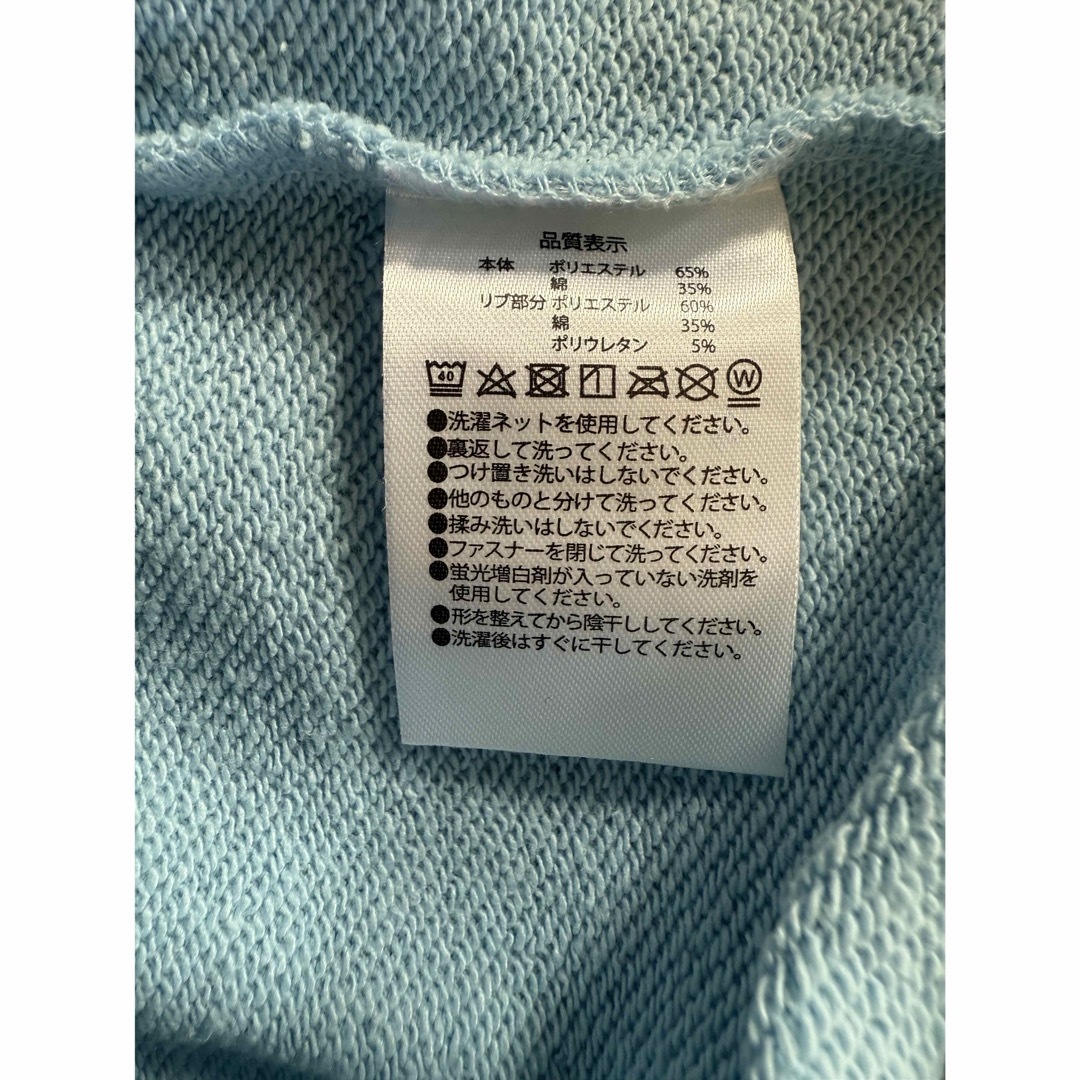 品質表示
本体 ポリエステル 65%
綿 35%
リブ部分 ポリエステル 60%
綿 35%
ポリウレタン 5%
40 W
●洗濯ネットを使用してください。
●裏返して洗ってください。
●つけ置き洗いはしないでください。
●他のものと分けて洗ってください。
●揉み洗いはしないでください。
●ファスナーを閉じて洗ってください。
●蛍光増白剤が入っていない洗剤を
使用してください。
●形を整えてから陰干ししてください。
●洗濯後はすぐに干してください。